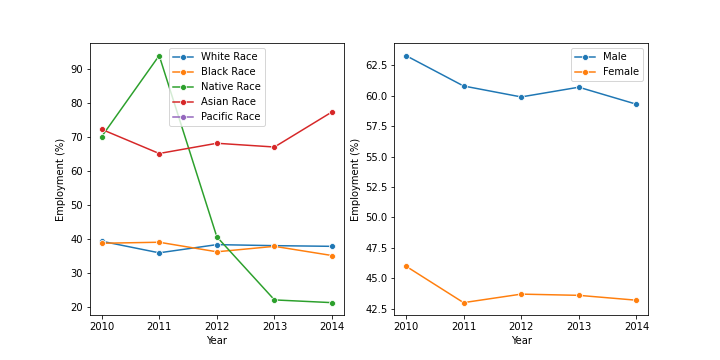 White Race
Black Race
Native Race
Asian Race
Pacific Race
90
80
70
60
50
40
30
20
Employment (%)
2010 2011 2012 2013 2014
Year
Male
Female
62.5
60.0
57.5
55.0
52.5
50.0
47.5
45.0
42.5
Employment (%)
2010 2011 2012 2013 2014
Year